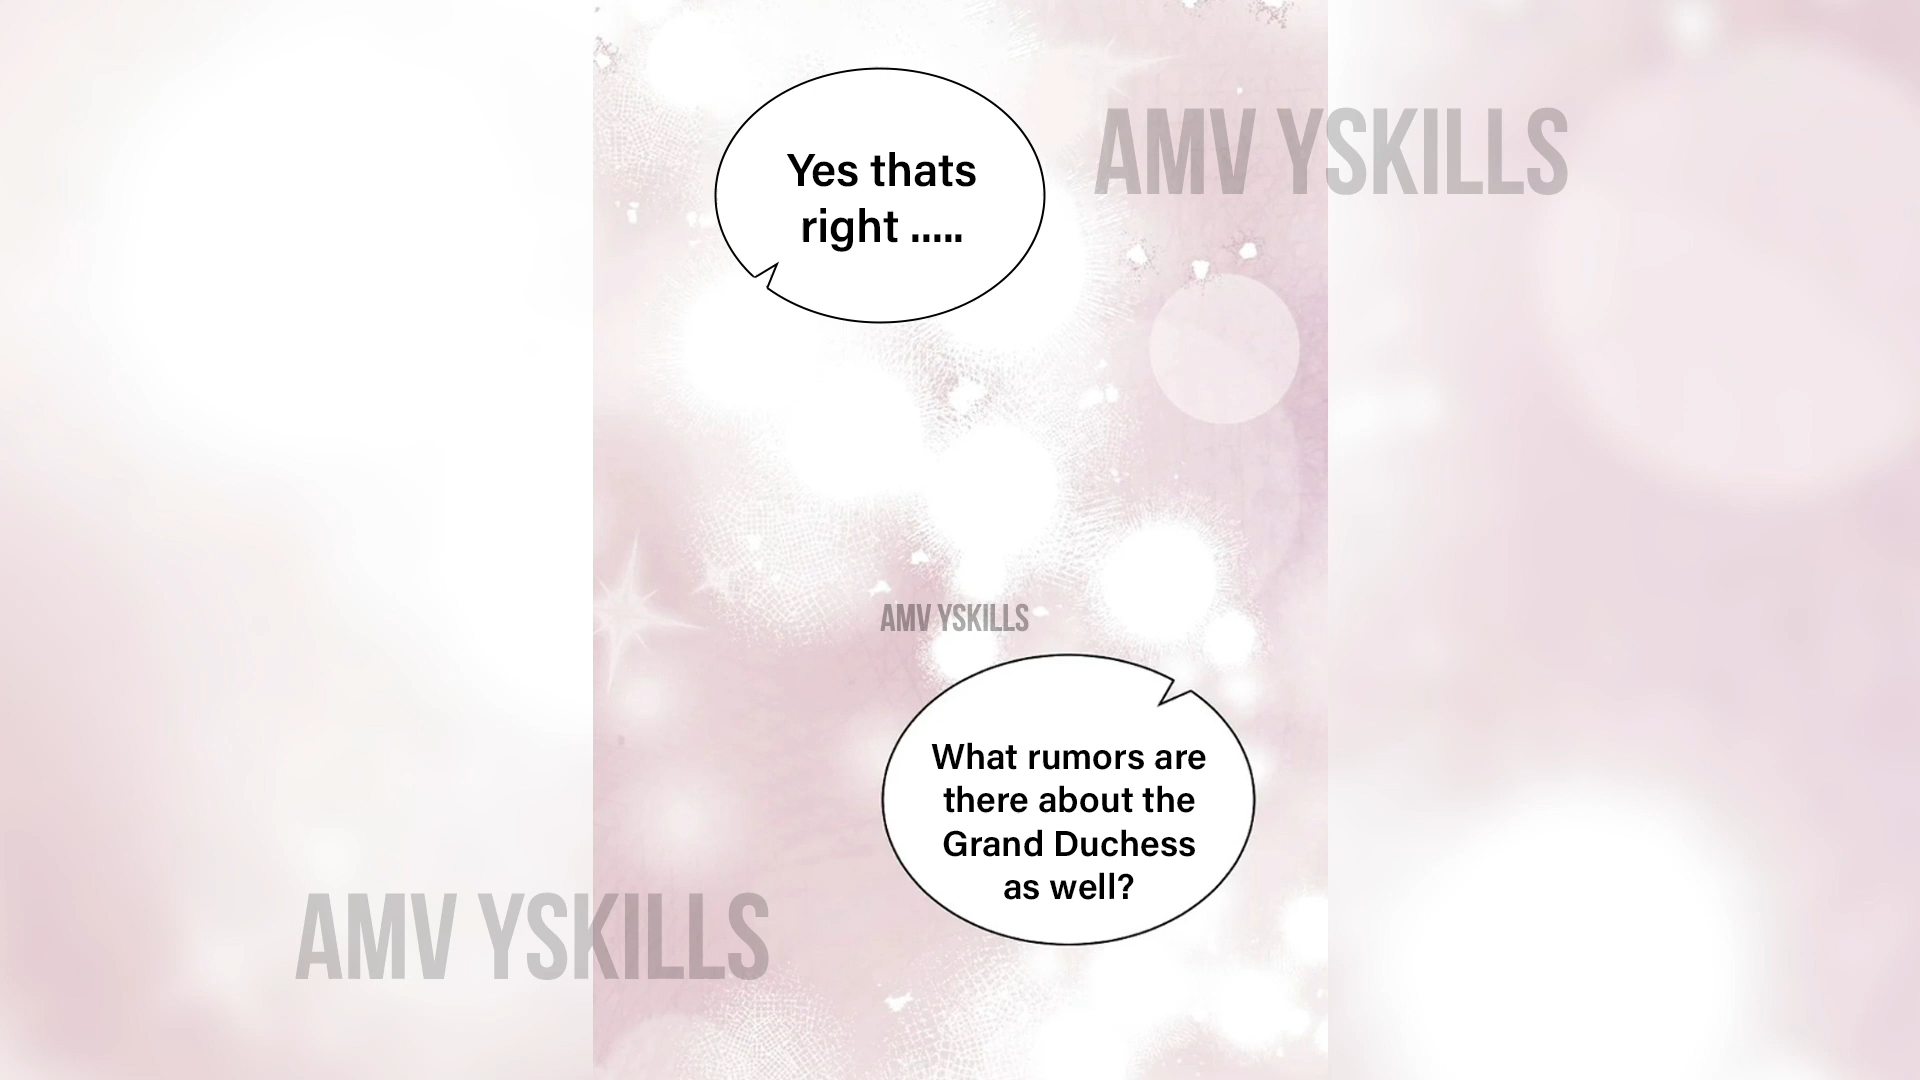 Yes thats
right .....
AMV YSKILLS
AMV YSKILLS
What rumors are
there about the
Grand Duchess
as well?
AMV YSKILLS